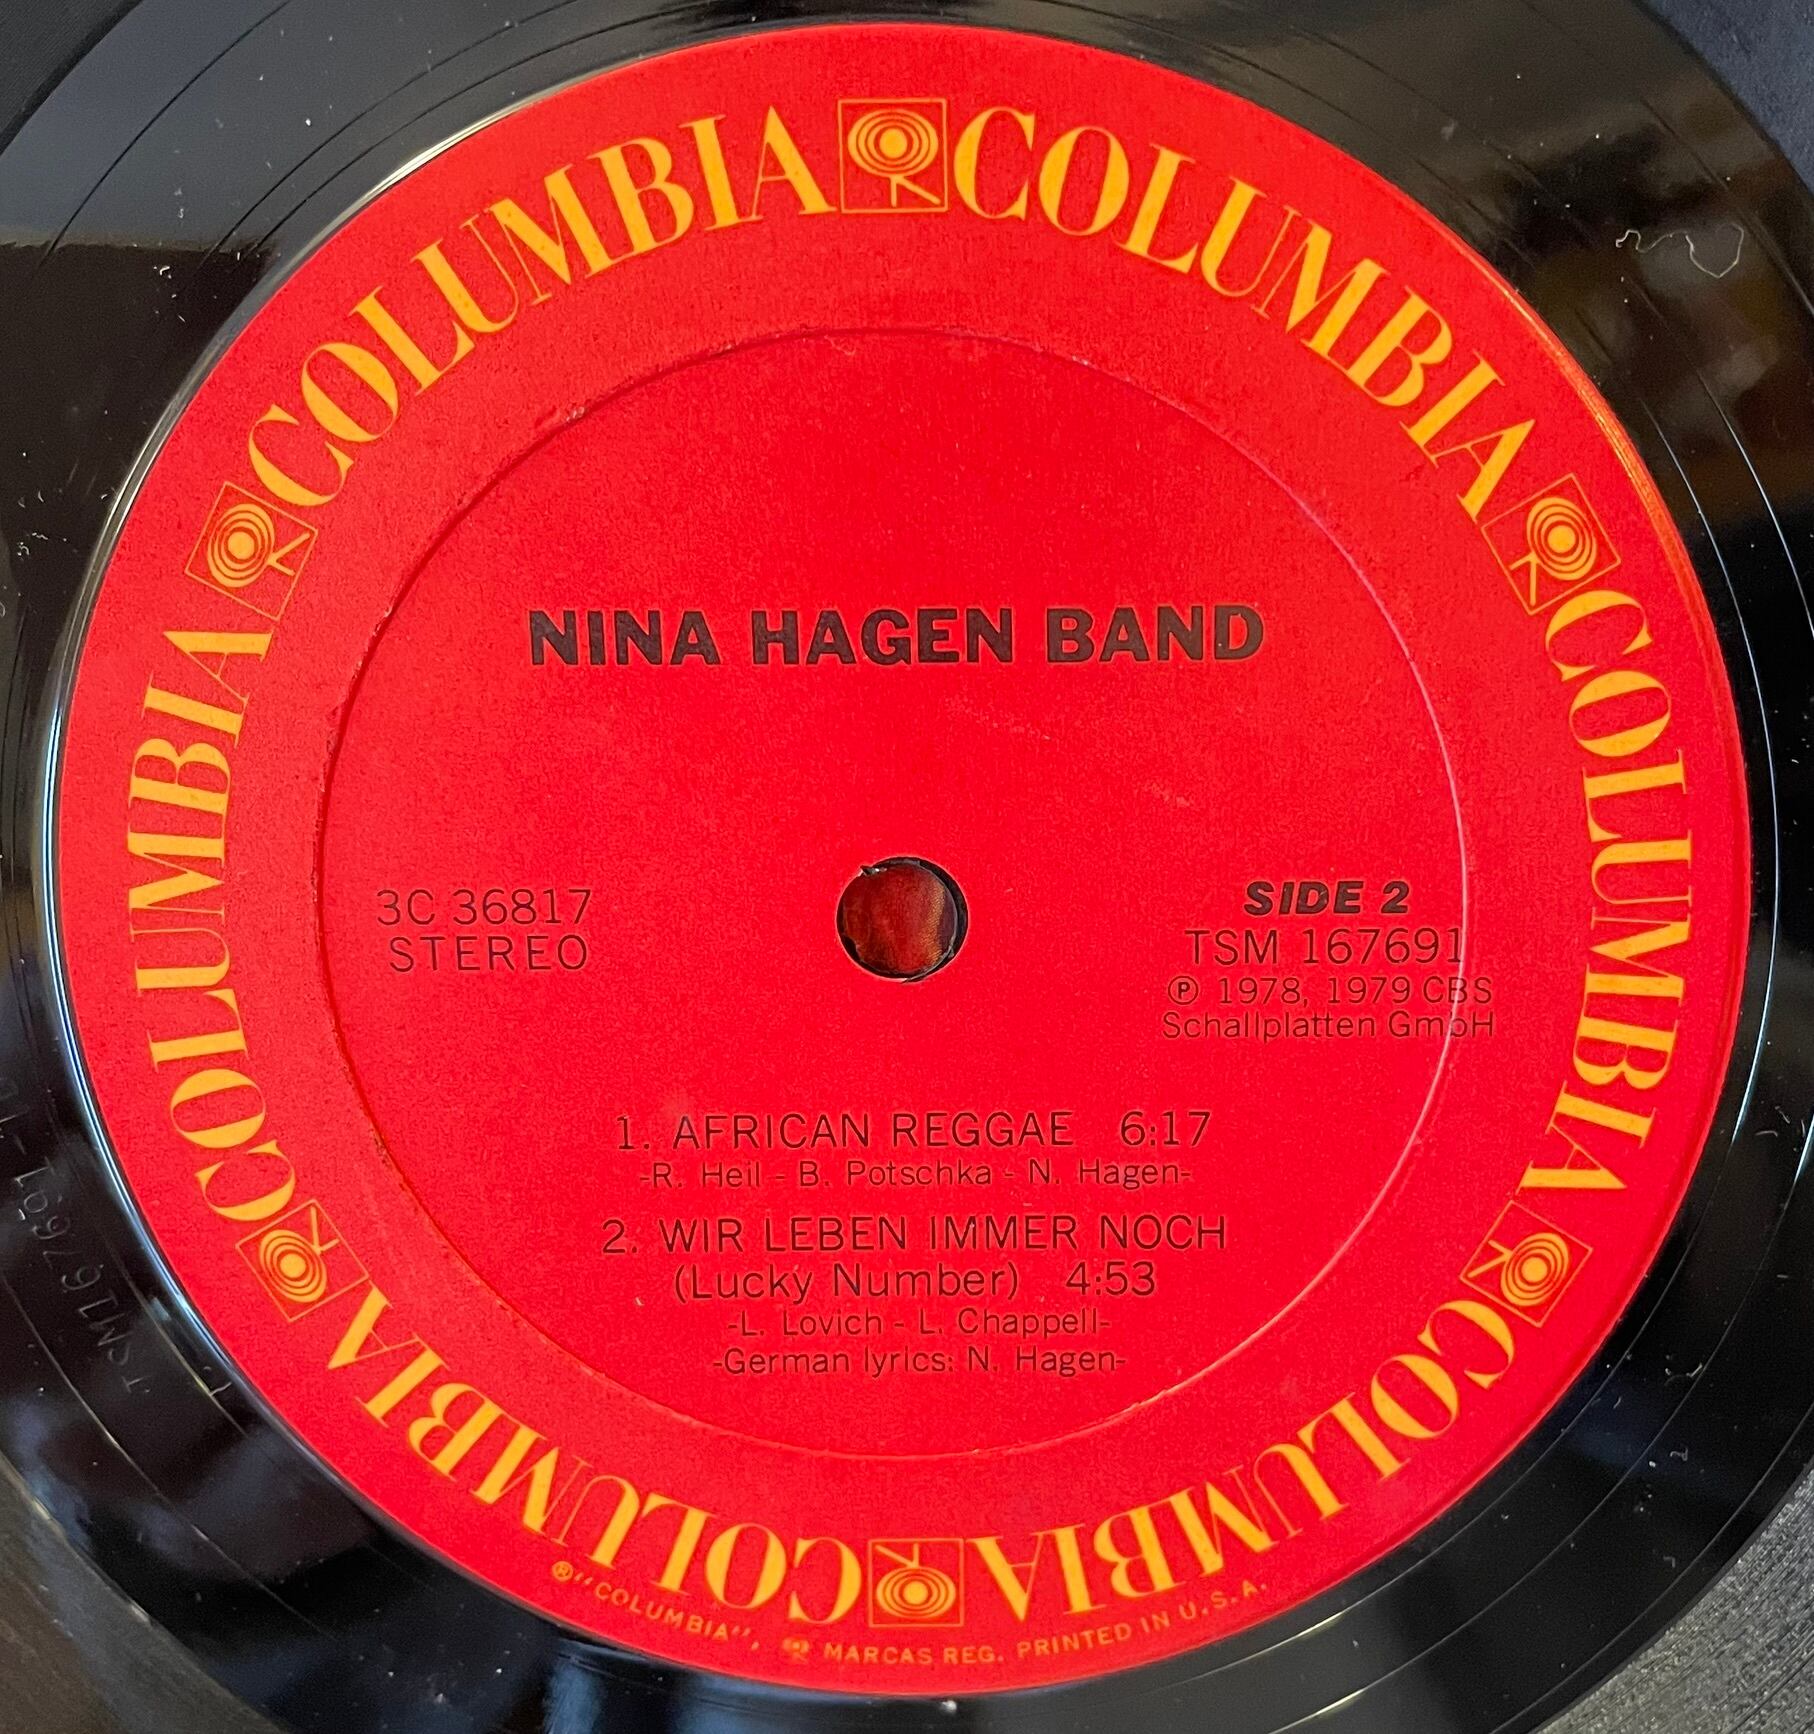 COLUMBIA COLUMBIA COLUMBIA COLUMBIA COLUMBIA COLUMBIA
NINA HAGEN BAND
3C 36817
STEREO
SIDE 2
TSM 167691
℗ 1978, 1979 CBS
Schallplatten GmbH
1. AFRICAN REGGAE 6:17
-R. Heil - B. Potschka - N. Hagen-
2. WIR LEBEN IMMER NOCH
(Lucky Number) 4:53
-L. Lovich - L. Chappell-
-German lyrics: N. Hagen-
® "COLUMBIA", MARCAS REG. PRINTED IN U.S.A.